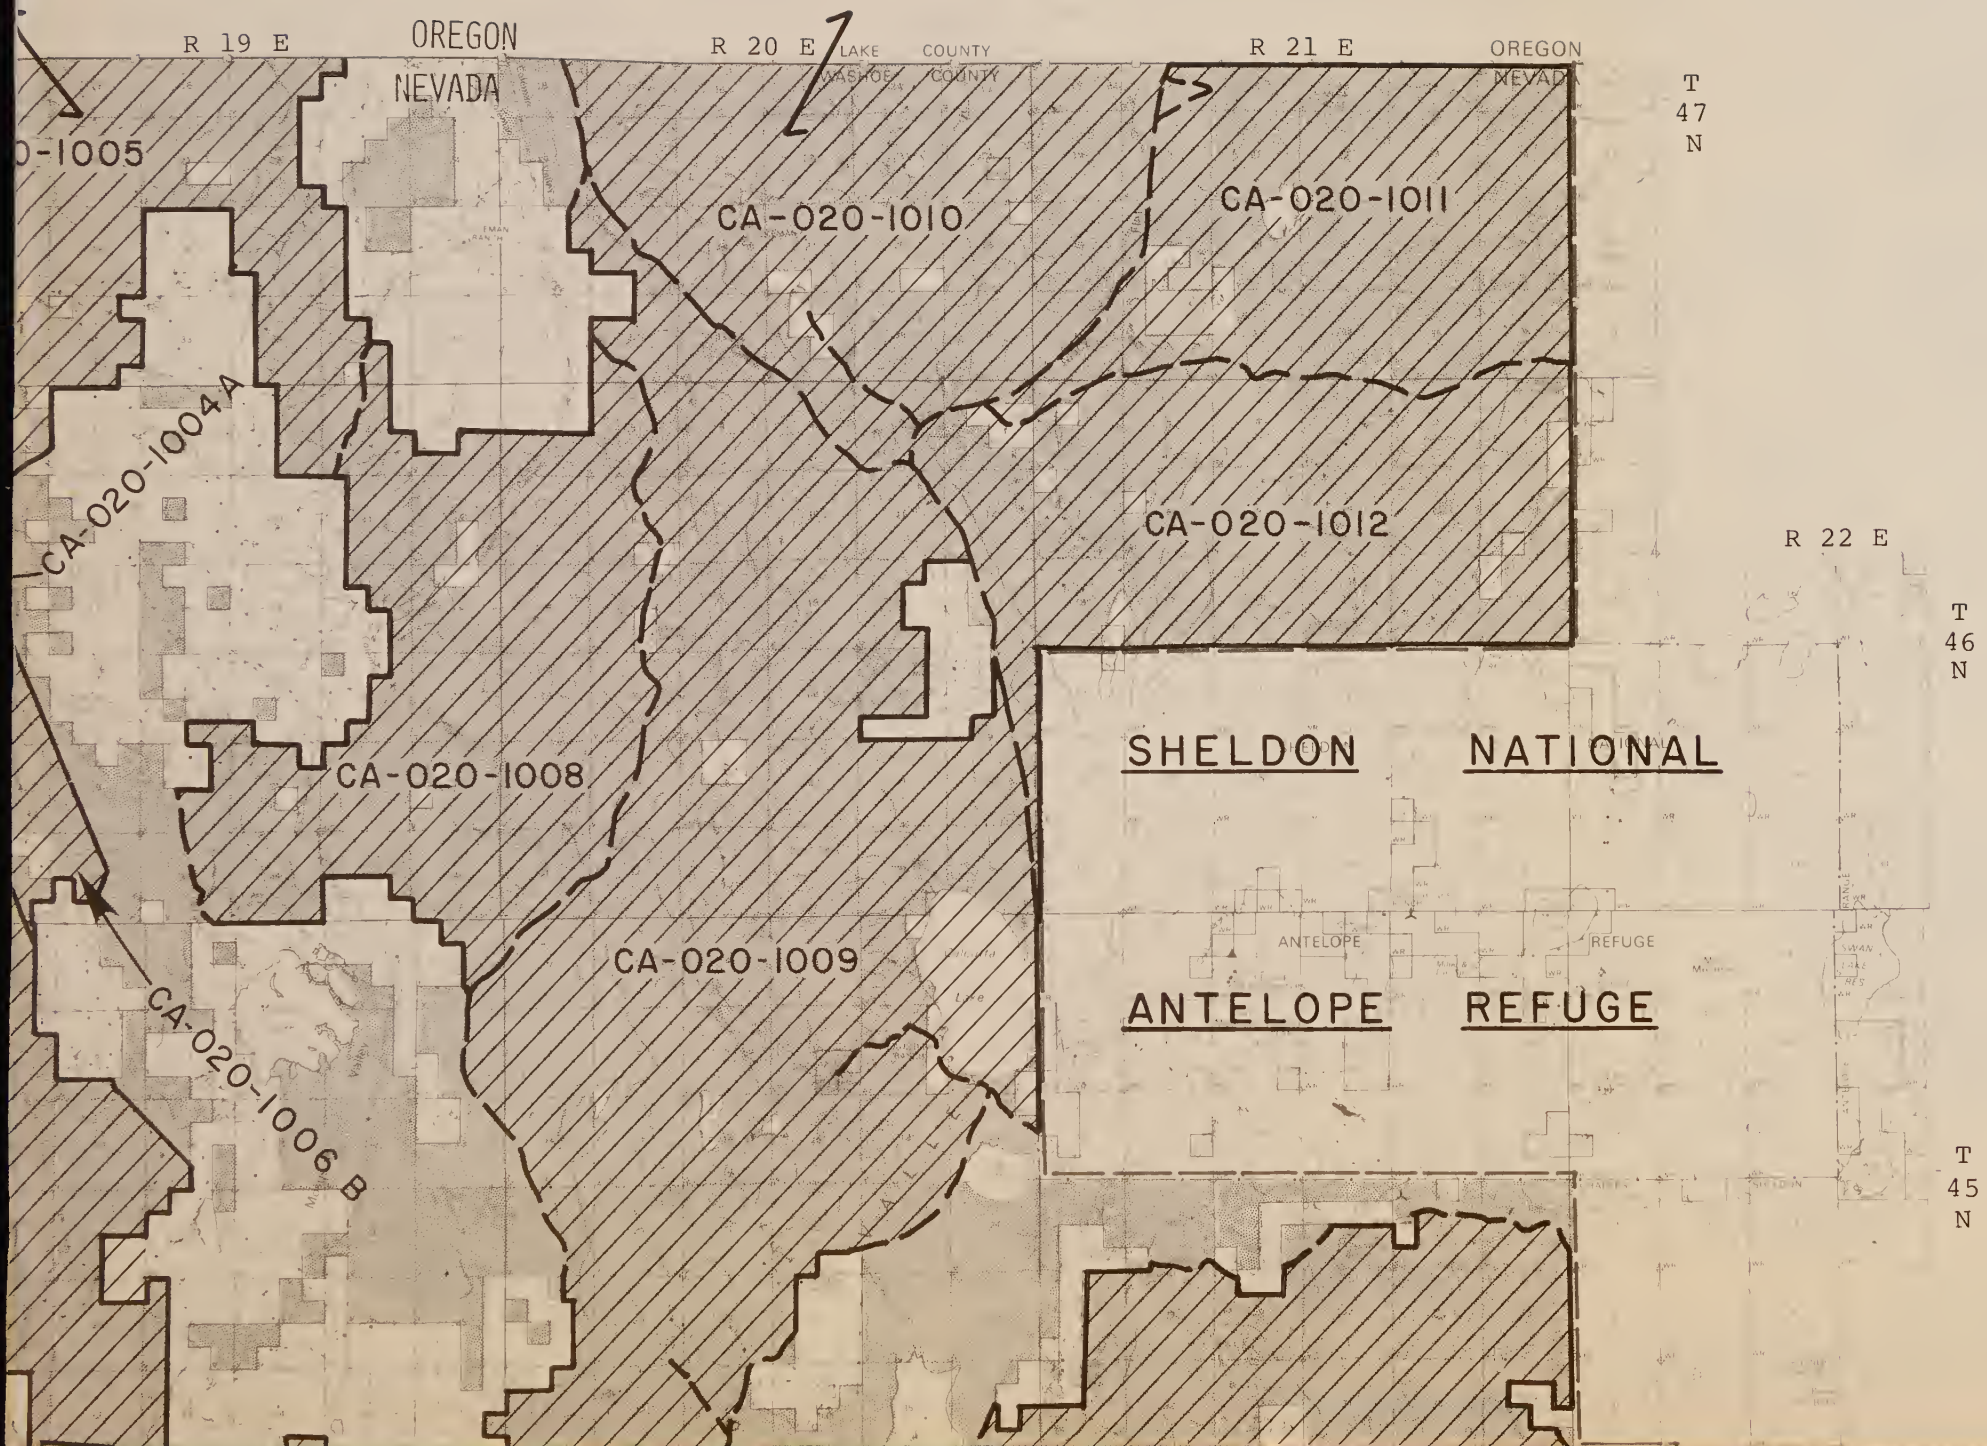 R 19 E
OREGON
R 20 E
LAKE COUNTY
R 21 E
OREGON
NEVADA
WASHOE COUNTY
NEVADA
T
47
N
0-1005
CA-020-1010
CA-020-1011
CA-020-1004 A
CA-020-1012
R 22 E
T
46
N
SHELDON NATIONAL
CA-020-1008
CA-020-1009
ANTELOPE REFUGE
ANTELOPE REFUGE
CA-020-1006 B
T
45
N